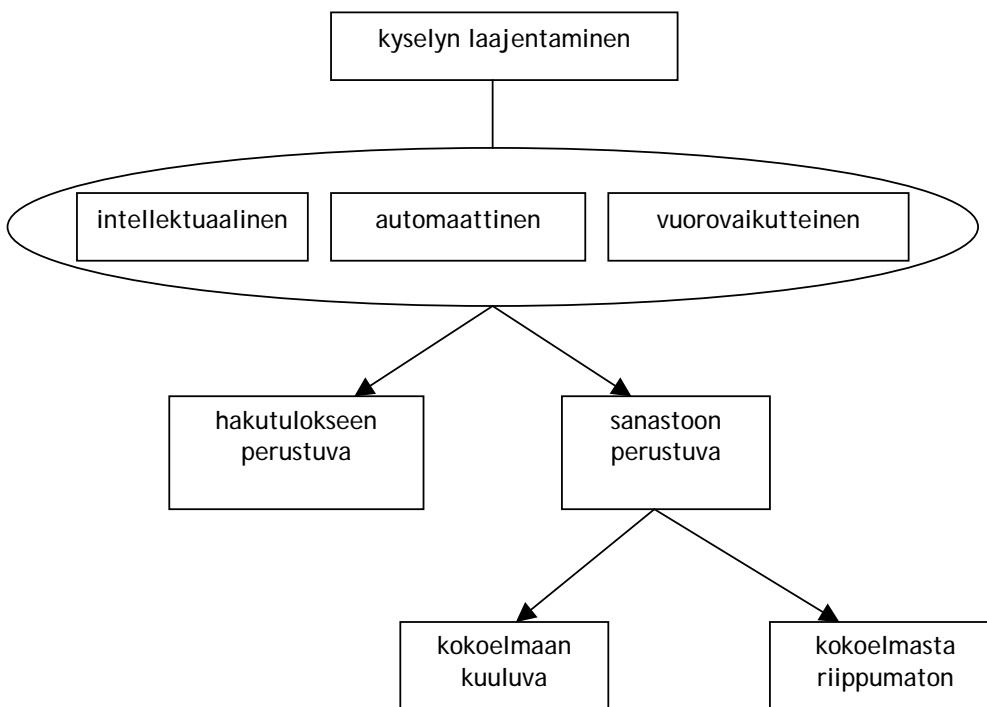 kyselyn laajentaminen
intellektuaalinen
automaattinen
vuorovaikutteinen
hakutulokseen
perustuva
sanastoon
perustuva
kokoelmaan
kuuluva
kokoelmasta
riippumaton